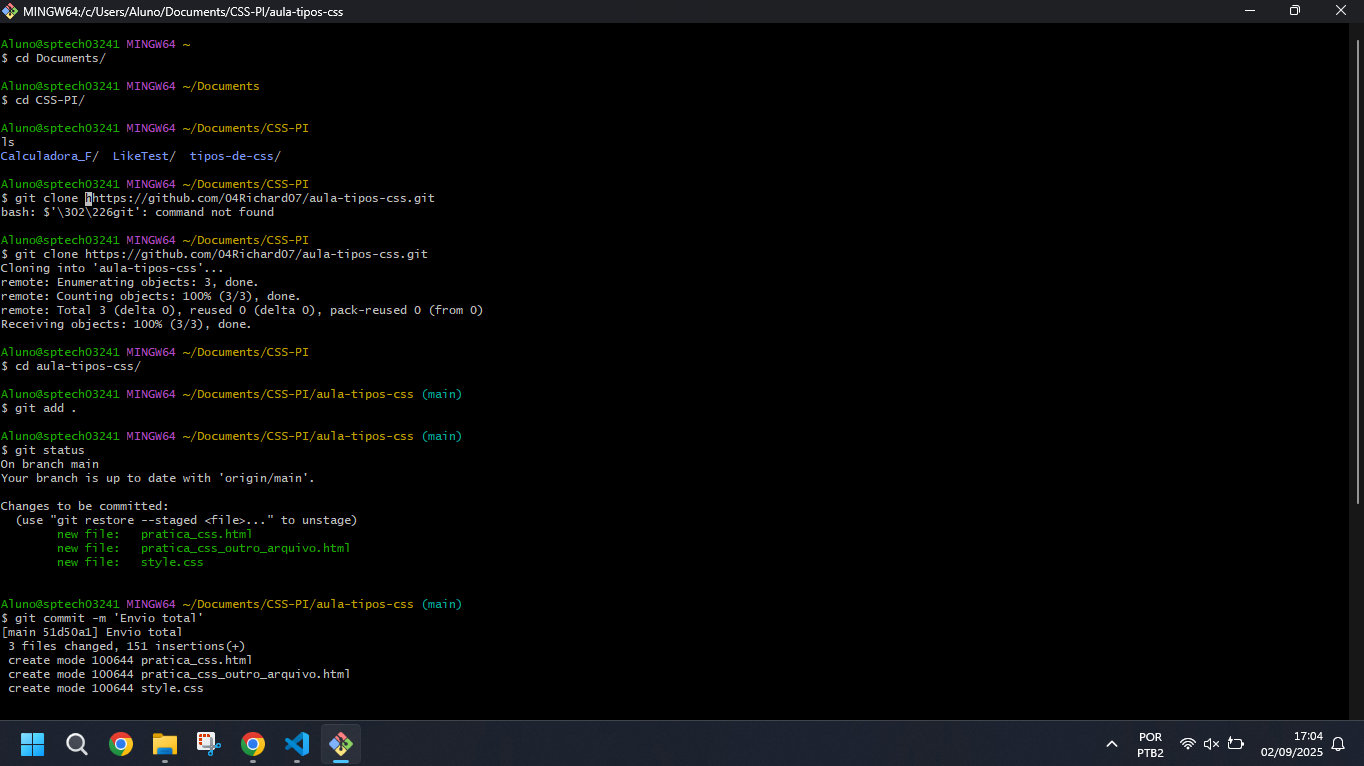 MINGW64:/c/Users/Aluno/Documents/CSS-PI/aula-tipos-css
Aluno@sptech03241 MINGW64 ~
$ cd Documents/
Aluno@sptech03241 MINGW64 ~/Documents
$ cd CSS-PI/
Aluno@sptech03241 MINGW64 ~/Documents/CSS-PI
ls
Calculadora_F/  LikeTest/  tipos-de-css/
Aluno@sptech03241 MINGW64 ~/Documents/CSS-PI
$ git clone hhttps://github.com/04Richard07/aula-tipos-css.git
bash: $'\302\226git': command not found
Aluno@sptech03241 MINGW64 ~/Documents/CSS-PI
$ git clone https://github.com/04Richard07/aula-tipos-css.git
Cloning into 'aula-tipos-css'...
remote: Enumerating objects: 3, done.
remote: Counting objects: 100% (3/3), done.
remote: Total 3 (delta 0), reused 0 (delta 0), pack-reused 0 (from 0)
Receiving objects: 100% (3/3), done.
Aluno@sptech03241 MINGW64 ~/Documents/CSS-PI
$ cd aula-tipos-css/
Aluno@sptech03241 MINGW64 ~/Documents/CSS-PI/aula-tipos-css (main)
$ git add .
Aluno@sptech03241 MINGW64 ~/Documents/CSS-PI/aula-tipos-css (main)
$ git status
On branch main
Your branch is up to date with 'origin/main'.
Changes to be committed:
  (use "git restore --staged <file>..." to unstage)
        new file:   pratica_css.html
        new file:   pratica_css_outro_arquivo.html
        new file:   style.css
Aluno@sptech03241 MINGW64 ~/Documents/CSS-PI/aula-tipos-css (main)
$ git commit -m 'Envio total'
[main 51d50a1] Envio total
 3 files changed, 151 insertions(+)
 create mode 100644 pratica_css.html
 create mode 100644 pratica_css_outro_arquivo.html
 create mode 100644 style.css
POR
PTB2
17:04
02/09/2025